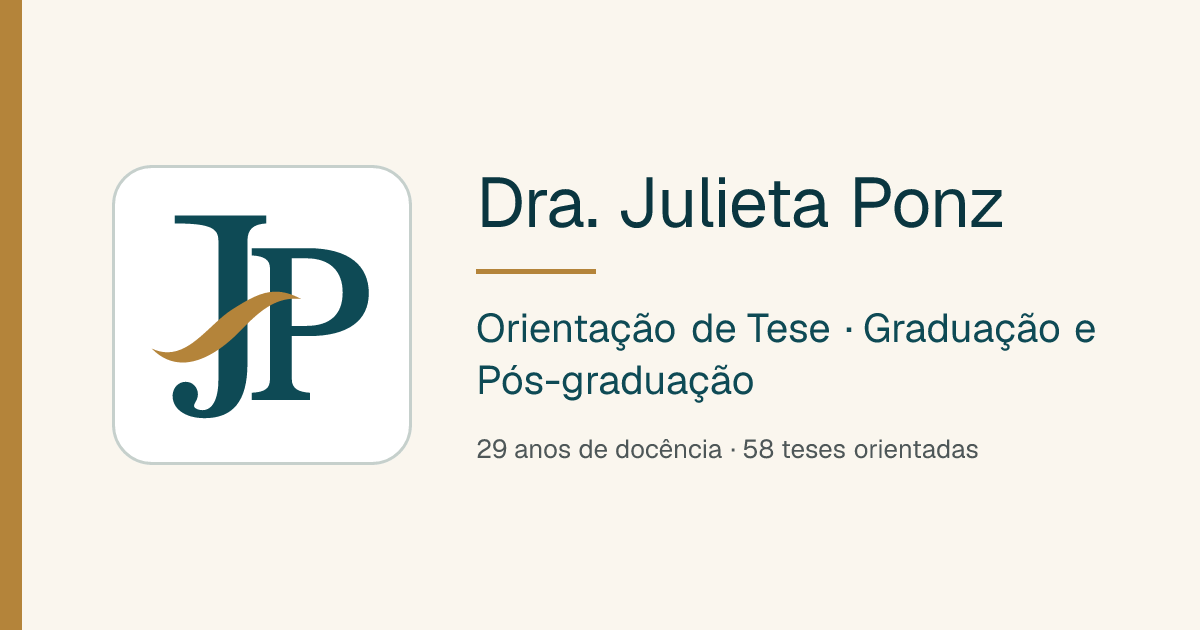 JP
Dra. Julieta Ponz
Orientação de Tese · Graduação e
Pós-graduação
29 anos de docência · 58 teses orientadas